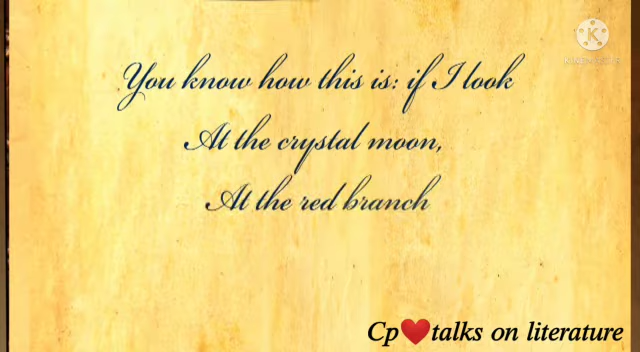 You know how this is: if I look
At the crystal moon,
At the red branch
K
KINEMASTER
Cp❤️talks on literature